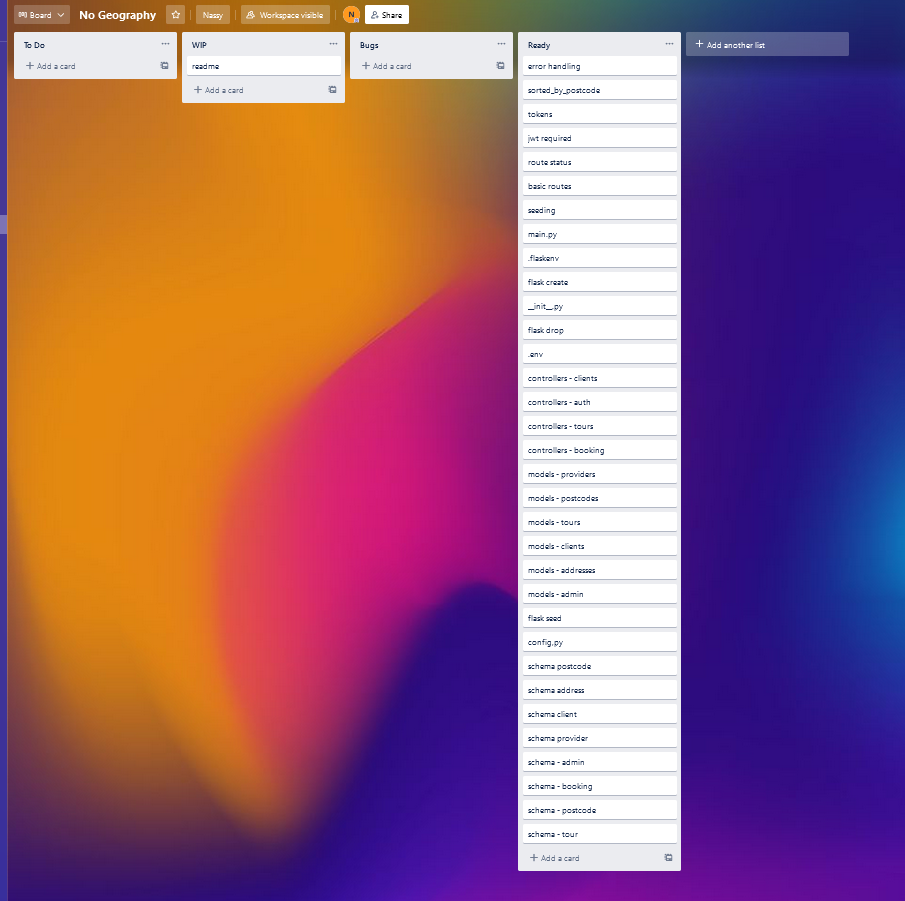 Board
No Geography
Nassy
Workspace visible
N
Share
To Do
Add a card
WIP
readme
Add a card
Bugs
Add a card
Ready
error handling
sorted_by_postcode
tokens
jwt required
route status
basic routes
seeding
main.py
.flaskenv
flask create
__init__.py
flask drop
.env
controllers - clients
controllers - auth
controllers - tours
controllers - booking
models - providers
models - postcodes
models - tours
models - clients
models - addresses
models - admin
flask seed
config.py
schema postcode
schema address
schema client
schema provider
schema - admin
schema - booking
schema - postcode
schema - tour
Add a card
Add another list